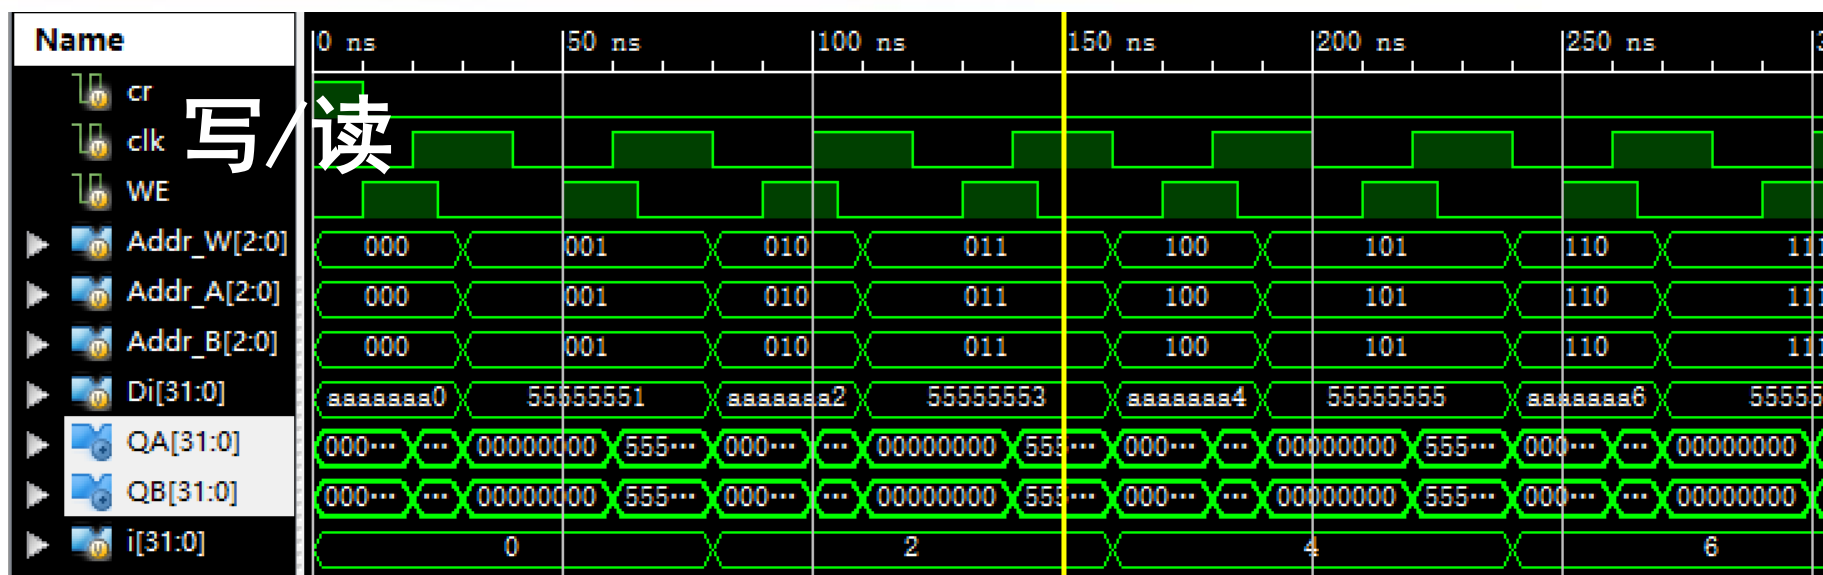 Name 0 ns 50 ns 100 ns 150 ns 200 ns 250 ns
cr
clk 写/读
WE
Addr_W[2:0] 000 001 010 011 100 101 110 111
Addr_A[2:0] 000 001 010 011 100 101 110 111
Addr_B[2:0] 000 001 010 011 100 101 110 11
Di[31:0] aaaaaaa0 55555551 aaaaaaa2 55555553 aaaaaaa4 55555555 aaaaaaa6 55555
QA[31:0] 000... ... 00000000 555... 000... ... 00000000 555... 000... ... 00000000 555... 000... ... 00000000
QB[31:0] 000... ... 00000000 555... 000... ... 00000000 555... 000... ... 00000000 555... 000... ... 00000000
i[31:0] 0 2 4 6